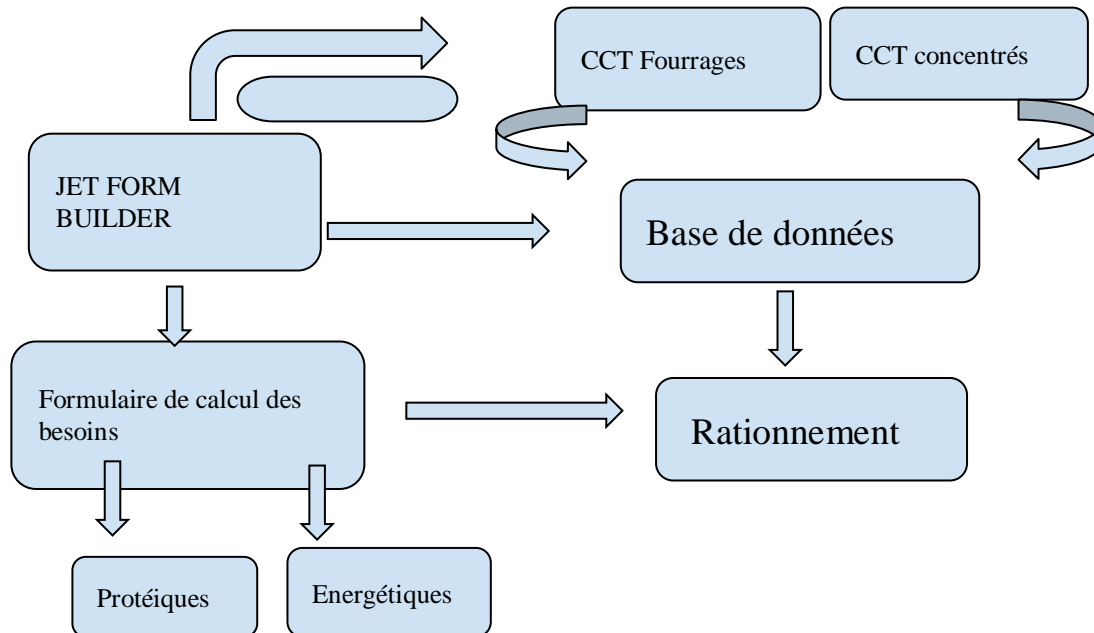 CCT Fourrages
CCT concentrés
JET FORM
BUILDER
Base de données
Formulaire de calcul des
besoins
Rationnement
Protéiques
Energétiques